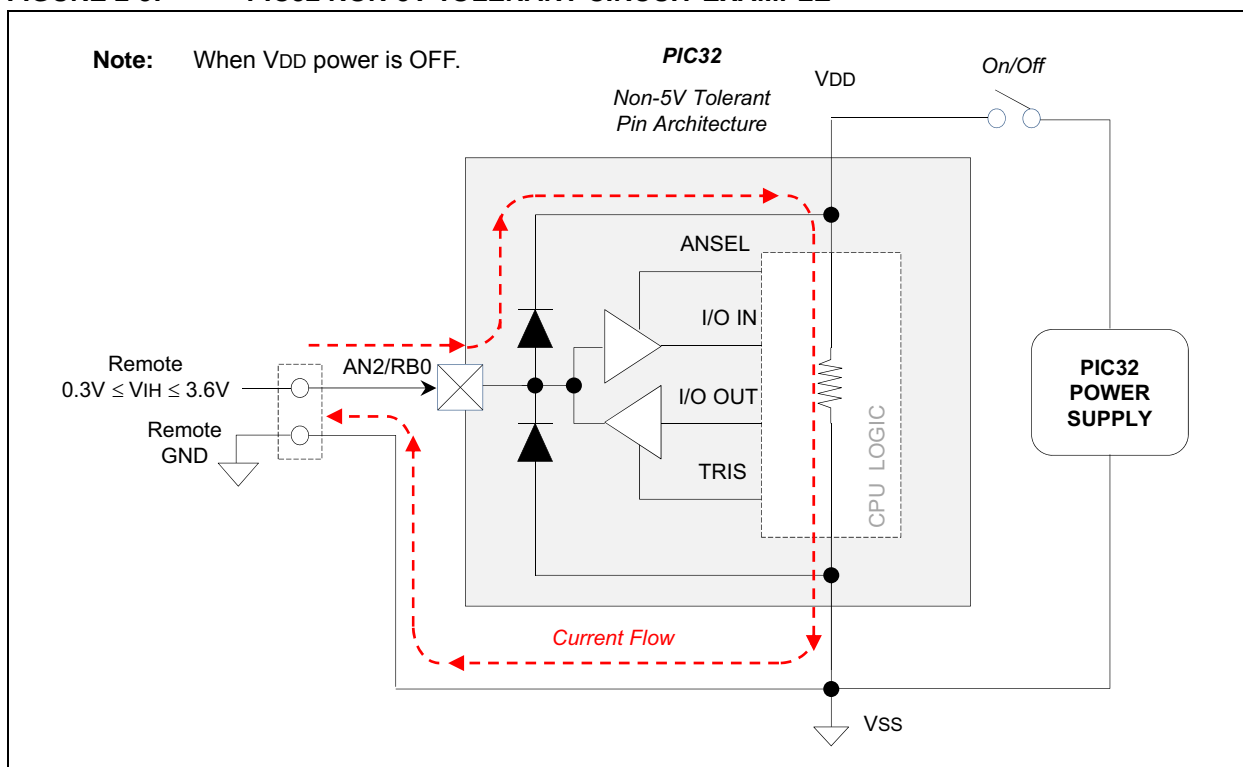 Note: When VDD power is OFF.
PIC32
Non-5V Tolerant
Pin Architecture
VDD
On/Off
ANSEL
I/O IN
Remote
0.3V ≤ VIH ≤ 3.6V
AN2/RB0
I/O OUT
Remote
GND
TRIS
CPU LOGIC
PIC32
POWER
SUPPLY
Current Flow
VSS